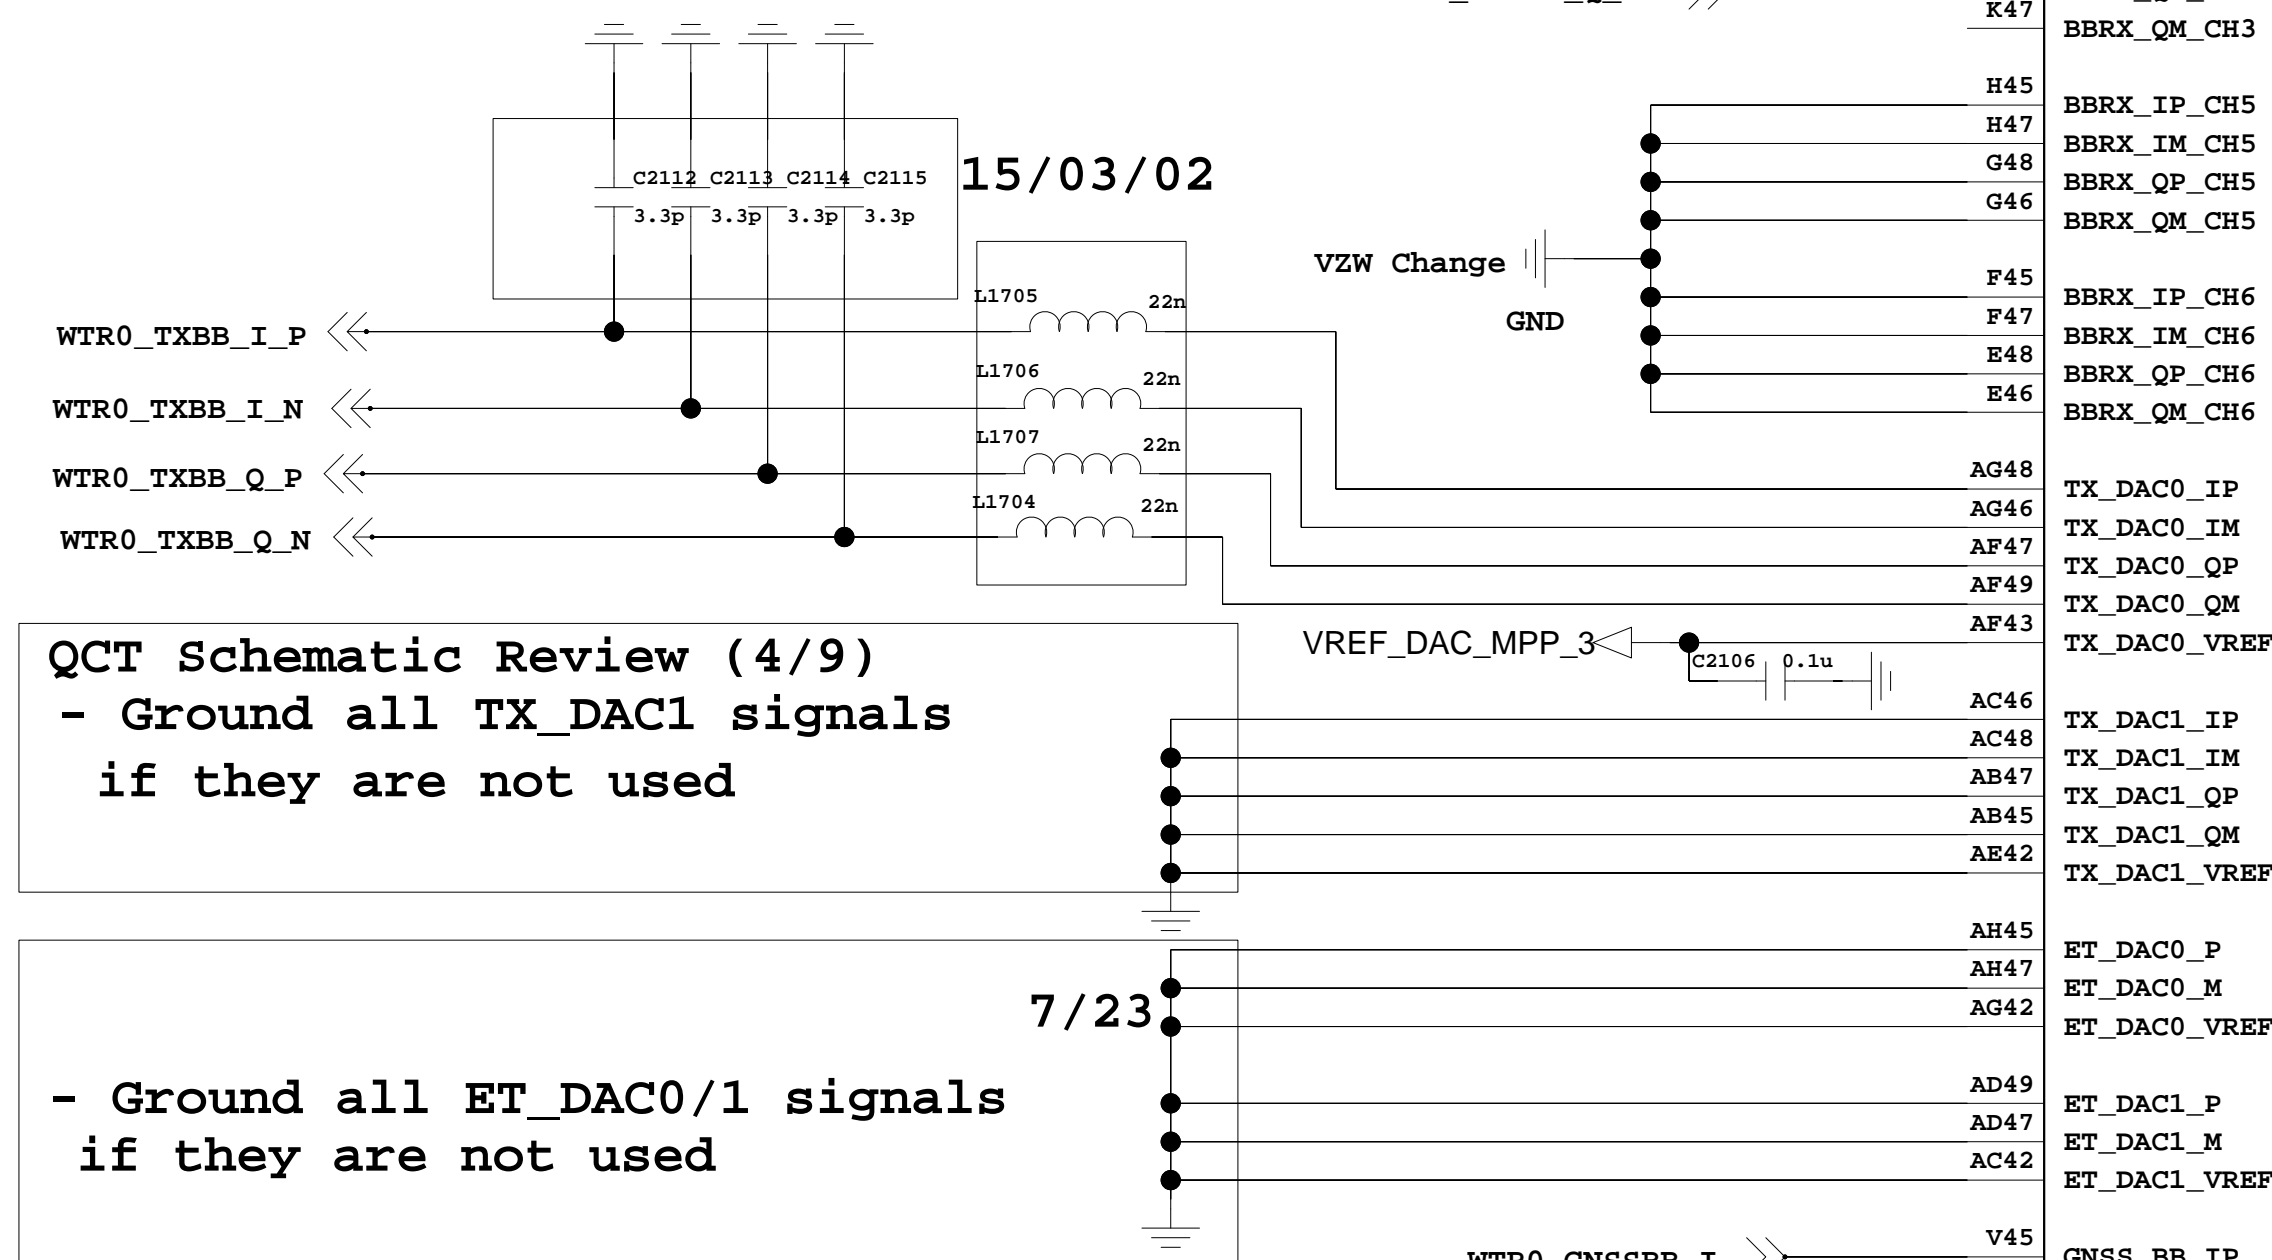 K47
BBRX_QM_CH3
H45
BBRX_IP_CH5
H47
BBRX_IM_CH5
G48
BBRX_QP_CH5
G46
BBRX_QM_CH5
C2112 C2113 C2114 C2115
3.3p 3.3p 3.3p 3.3p
15/03/02
VZW Change
GND
F45
BBRX_IP_CH6
F47
BBRX_IM_CH6
E48
BBRX_QP_CH6
E46
BBRX_QM_CH6
L1705 22n
WTR0_TXBB_I_P
L1706 22n
WTR0_TXBB_I_N
L1707 22n
WTR0_TXBB_Q_P
L1704 22n
WTR0_TXBB_Q_N
AG48
TX_DAC0_IP
AG46
TX_DAC0_IM
AF47
TX_DAC0_QP
AF49
TX_DAC0_QM
AF43
TX_DAC0_VREF
VREF_DAC_MPP_3
C2106 0.1u
QCT Schematic Review (4/9)
- Ground all TX_DAC1 signals
if they are not used
AC46
TX_DAC1_IP
AC48
TX_DAC1_IM
AB47
TX_DAC1_QP
AB45
TX_DAC1_QM
AE42
TX_DAC1_VREF
AH45
ET_DAC0_P
AH47
ET_DAC0_M
AG42
ET_DAC0_VREF
7/23
- Ground all ET_DAC0/1 signals
if they are not used
AD49
ET_DAC1_P
AD47
ET_DAC1_M
AC42
ET_DAC1_VREF
V45
WTR0_GNSSBB_I
GNSS_BB_IP